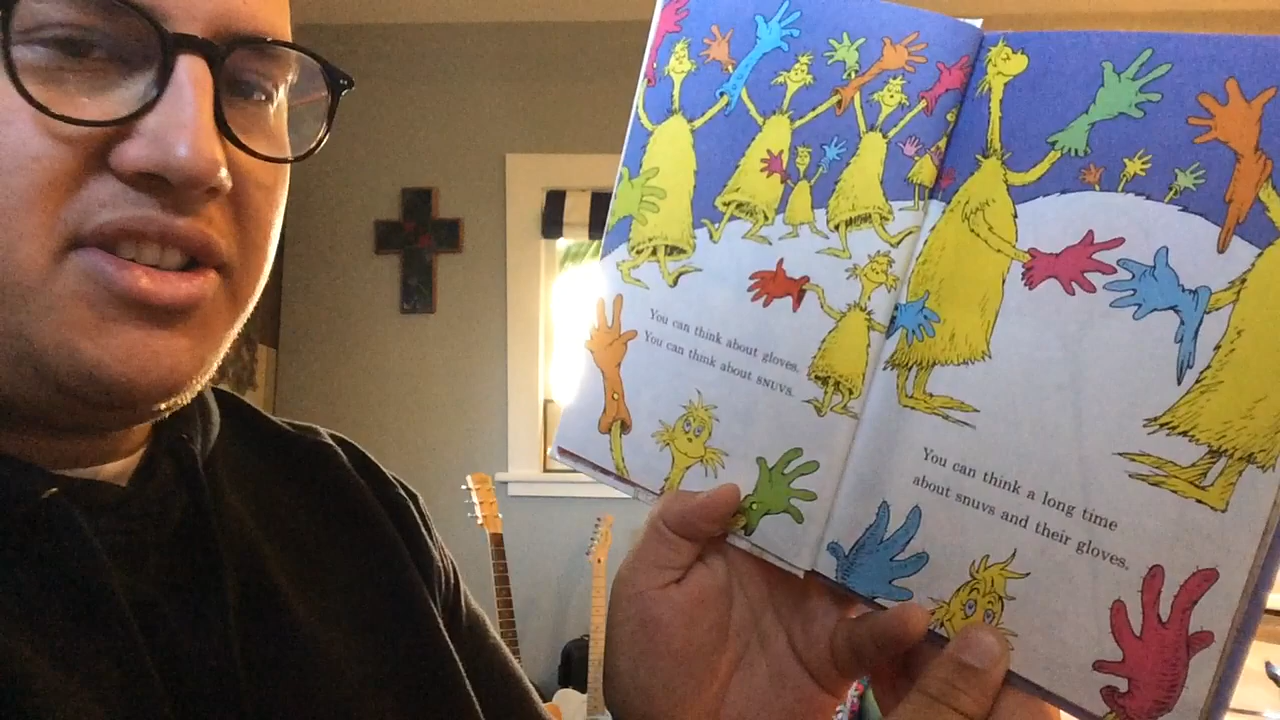 You can think about gloves.
You can think about SNUVS.
You can think a long time
about snuvs and their gloves.